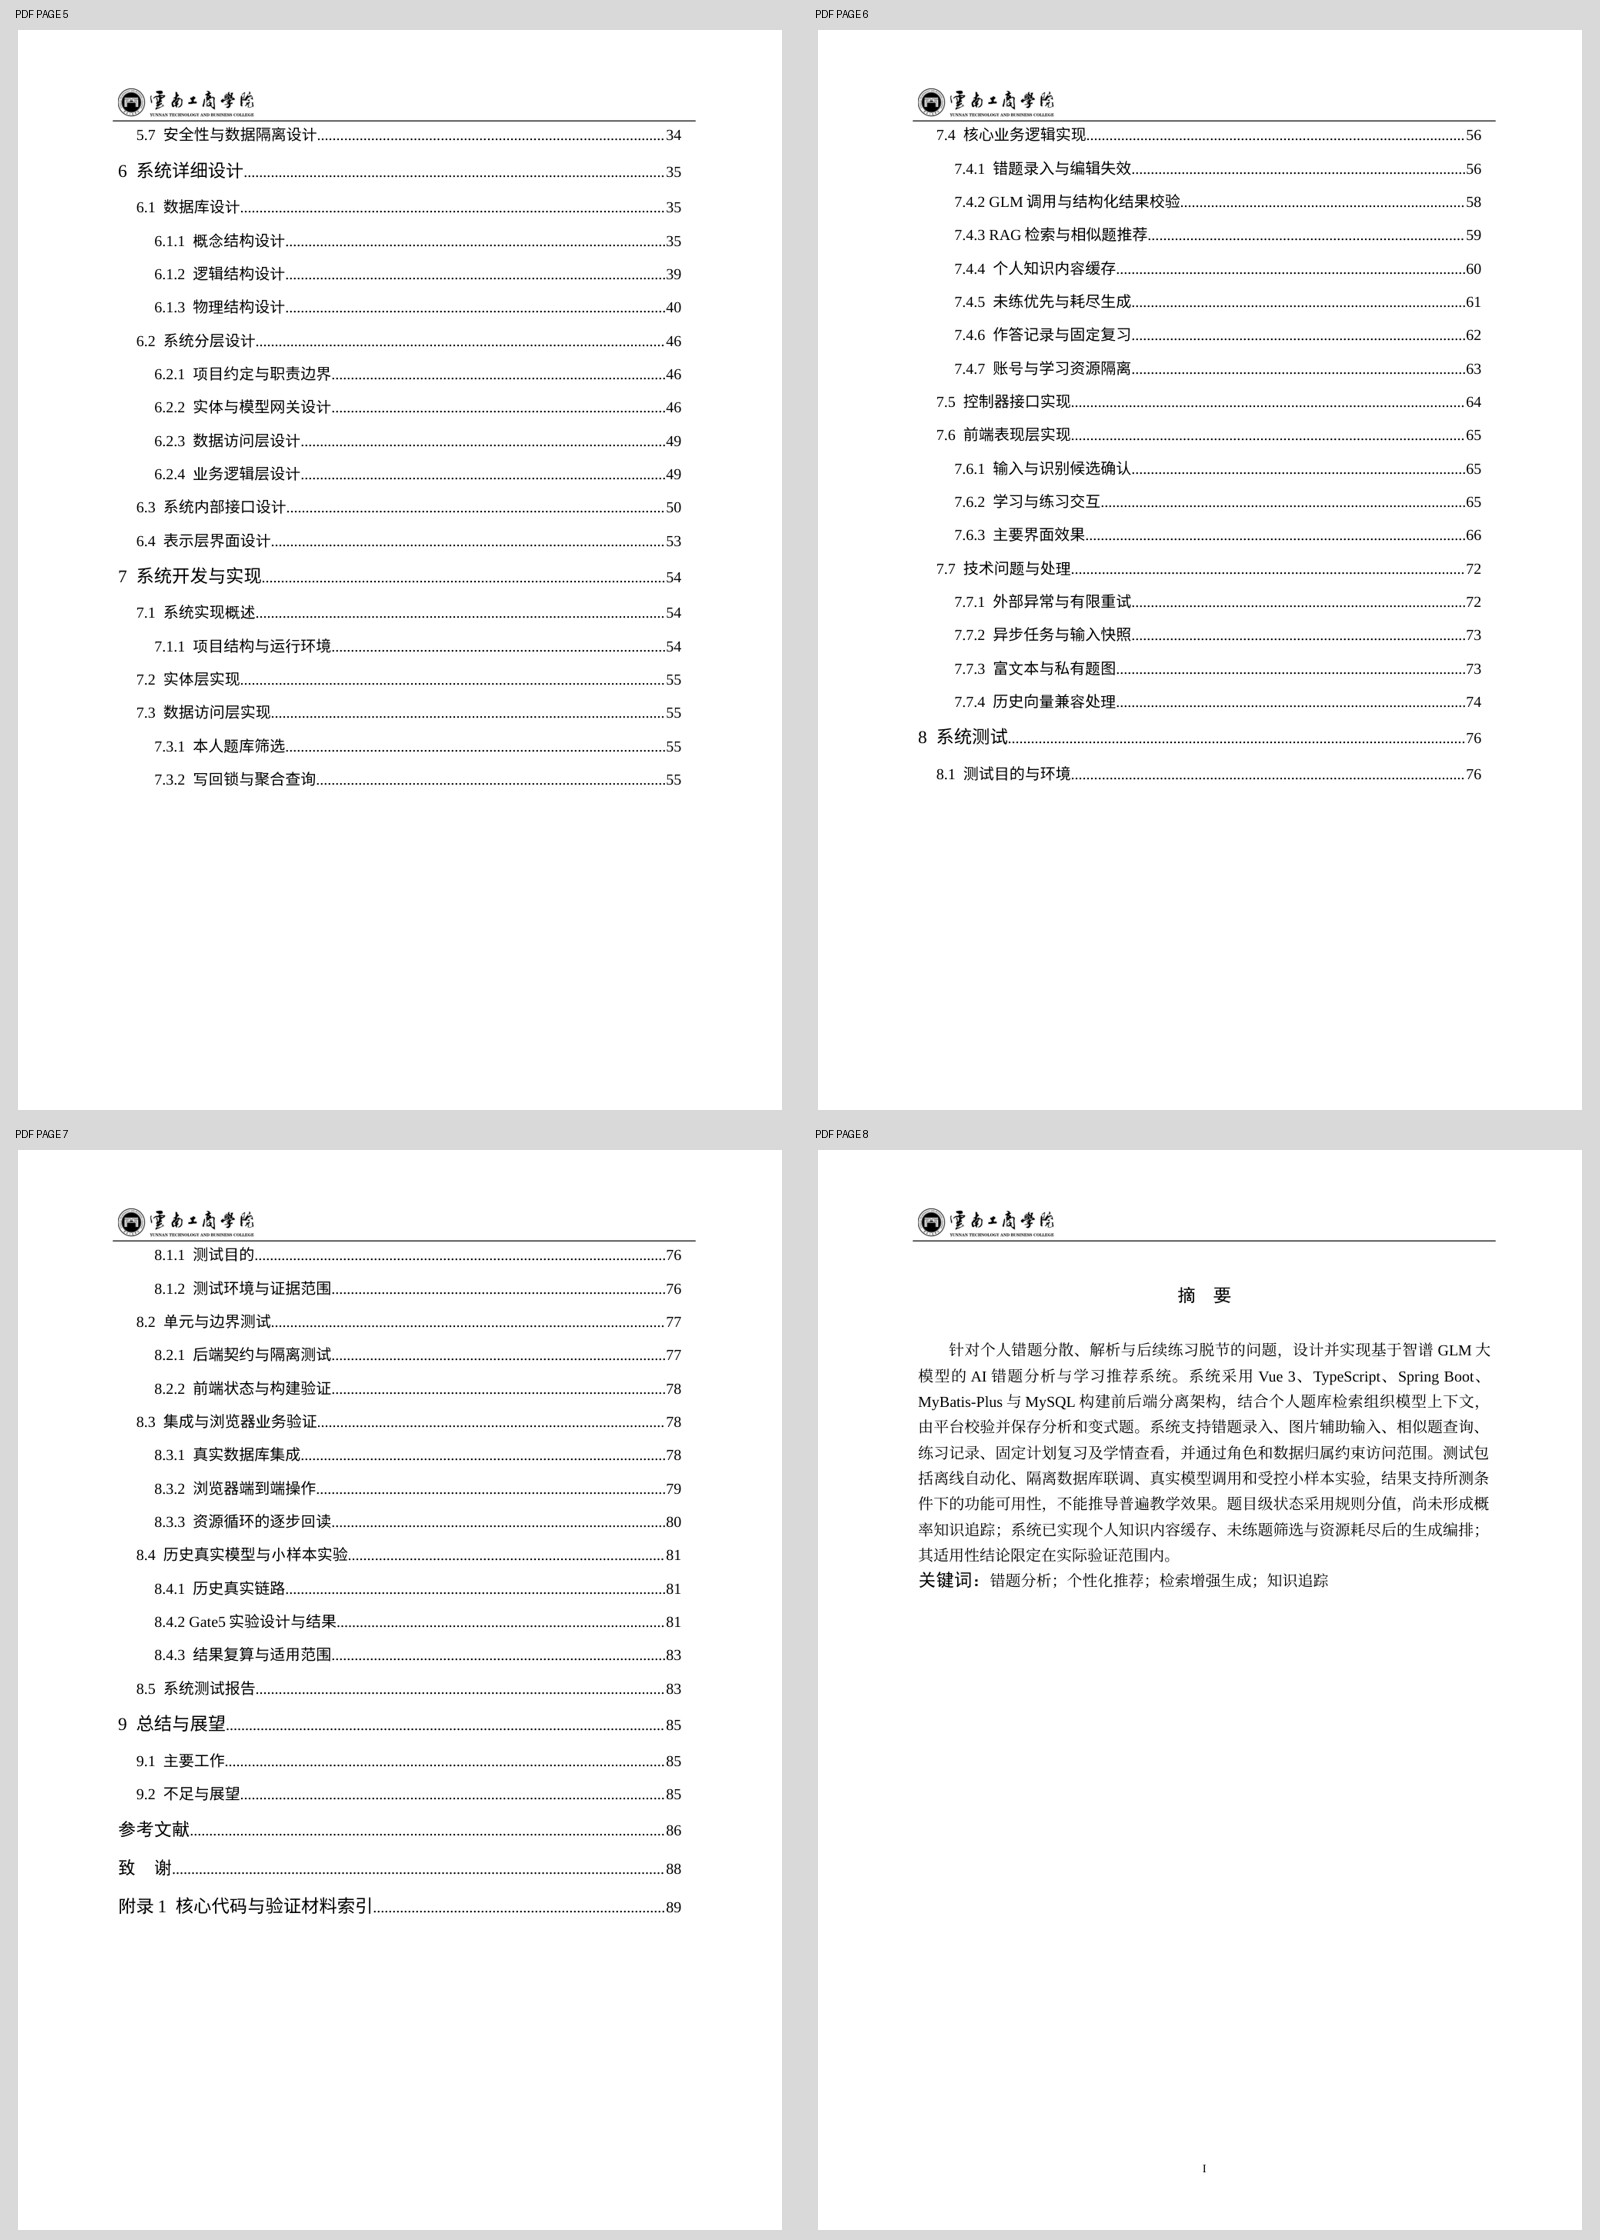 PDF PAGE 5
雲南工商學院
YUNNAN TECHNOLOGY AND BUSINESS COLLEGE
5.7 安全性与数据隔离设计........34
6 系统详细设计........35
6.1 数据库设计........35
6.1.1 概念结构设计........35
6.1.2 逻辑结构设计........39
6.1.3 物理结构设计........40
6.2 系统分层设计........46
6.2.1 项目约定与职责边界........46
6.2.2 实体与模型网关设计........46
6.2.3 数据访问层设计........49
6.2.4 业务逻辑层设计........49
6.3 系统内部接口设计........50
6.4 表示层界面设计........53
7 系统开发与实现........54
7.1 系统实现概述........54
7.1.1 项目结构与运行环境........54
7.2 实体层实现........55
7.3 数据访问层实现........55
7.3.1 本人题库筛选........55
7.3.2 写回锁与聚合查询........55
PDF PAGE 6
雲南工商學院
YUNNAN TECHNOLOGY AND BUSINESS COLLEGE
7.4 核心业务逻辑实现........56
7.4.1 错题录入与编辑失效........56
7.4.2 GLM 调用与结构化结果校验........58
7.4.3 RAG 检索与相似题推荐........59
7.4.4 个人知识内容缓存........60
7.4.5 未练优先与耗尽生成........61
7.4.6 作答记录与固定复习........62
7.4.7 账号与学习资源隔离........63
7.5 控制器接口实现........64
7.6 前端表现层实现........65
7.6.1 输入与识别候选确认........65
7.6.2 学习与练习交互........65
7.6.3 主要界面效果........66
7.7 技术问题与处理........72
7.7.1 外部异常与有限重试........72
7.7.2 异步任务与输入快照........73
7.7.3 富文本与私有题图........73
7.7.4 历史向量兼容处理........74
8 系统测试........76
8.1 测试目的与环境........76
PDF PAGE 7
雲南工商學院
YUNNAN TECHNOLOGY AND BUSINESS COLLEGE
8.1.1 测试目的........76
8.1.2 测试环境与证据范围........76
8.2 单元与边界测试........77
8.2.1 后端契约与隔离测试........77
8.2.2 前端状态与构建验证........78
8.3 集成与浏览器业务验证........78
8.3.1 真实数据库集成........78
8.3.2 浏览器端到端操作........79
8.3.3 资源循环的逐步回读........80
8.4 历史真实模型与小样本实验........81
8.4.1 历史真实链路........81
8.4.2 Gate5 实验设计与结果........81
8.4.3 结果复算与适用范围........83
8.5 系统测试报告........83
9 总结与展望........85
9.1 主要工作........85
9.2 不足与展望........85
参考文献........86
致 谢........88
附录 1 核心代码与验证材料索引........89
PDF PAGE 8
雲南工商學院
YUNNAN TECHNOLOGY AND BUSINESS COLLEGE
摘 要
针对个人错题分散、解析与后续练习脱节的问题，设计并实现基于智谱 GLM 大
模型的 AI 错题分析与学习推荐系统。系统采用 Vue 3、TypeScript、Spring Boot、
MyBatis-Plus 与 MySQL 构建前后端分离架构，结合个人题库检索组织模型上下文，
由平台校验并保存分析和变式题。系统支持错题录入、图片辅助输入、相似题查询、
练习记录、固定计划复习及学情查看，并通过角色和数据归属约束访问范围。测试包
括离线自动化、隔离数据库联调、真实模型调用和受控小样本实验，结果支持所测条
件下的功能可用性，不能推导普遍教学效果。题目级状态采用规则分值，尚未形成概
率知识追踪；系统已实现个人知识内容缓存、未练题筛选与资源耗尽后的生成编排；
其适用性结论限定在实际验证范围内。
关键词：错题分析；个性化推荐；检索增强生成；知识追踪
I